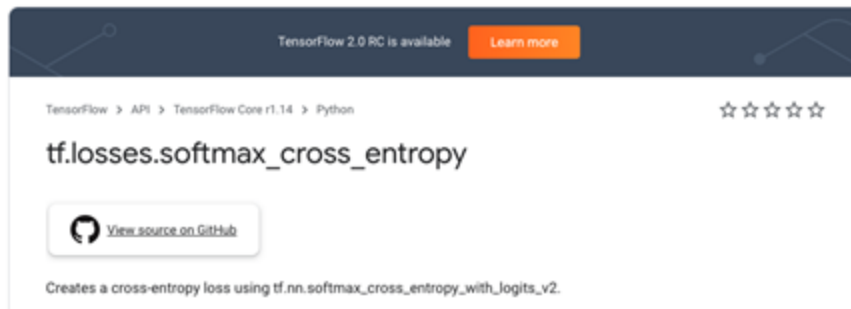 TensorFlow 2.0 RC is available Learn more
TensorFlow > API > TensorFlow Core r1.14 > Python
tf.losses.softmax_cross_entropy
View source on GitHub
Creates a cross-entropy loss using tf.nn.softmax_cross_entropy_with_logits_v2.